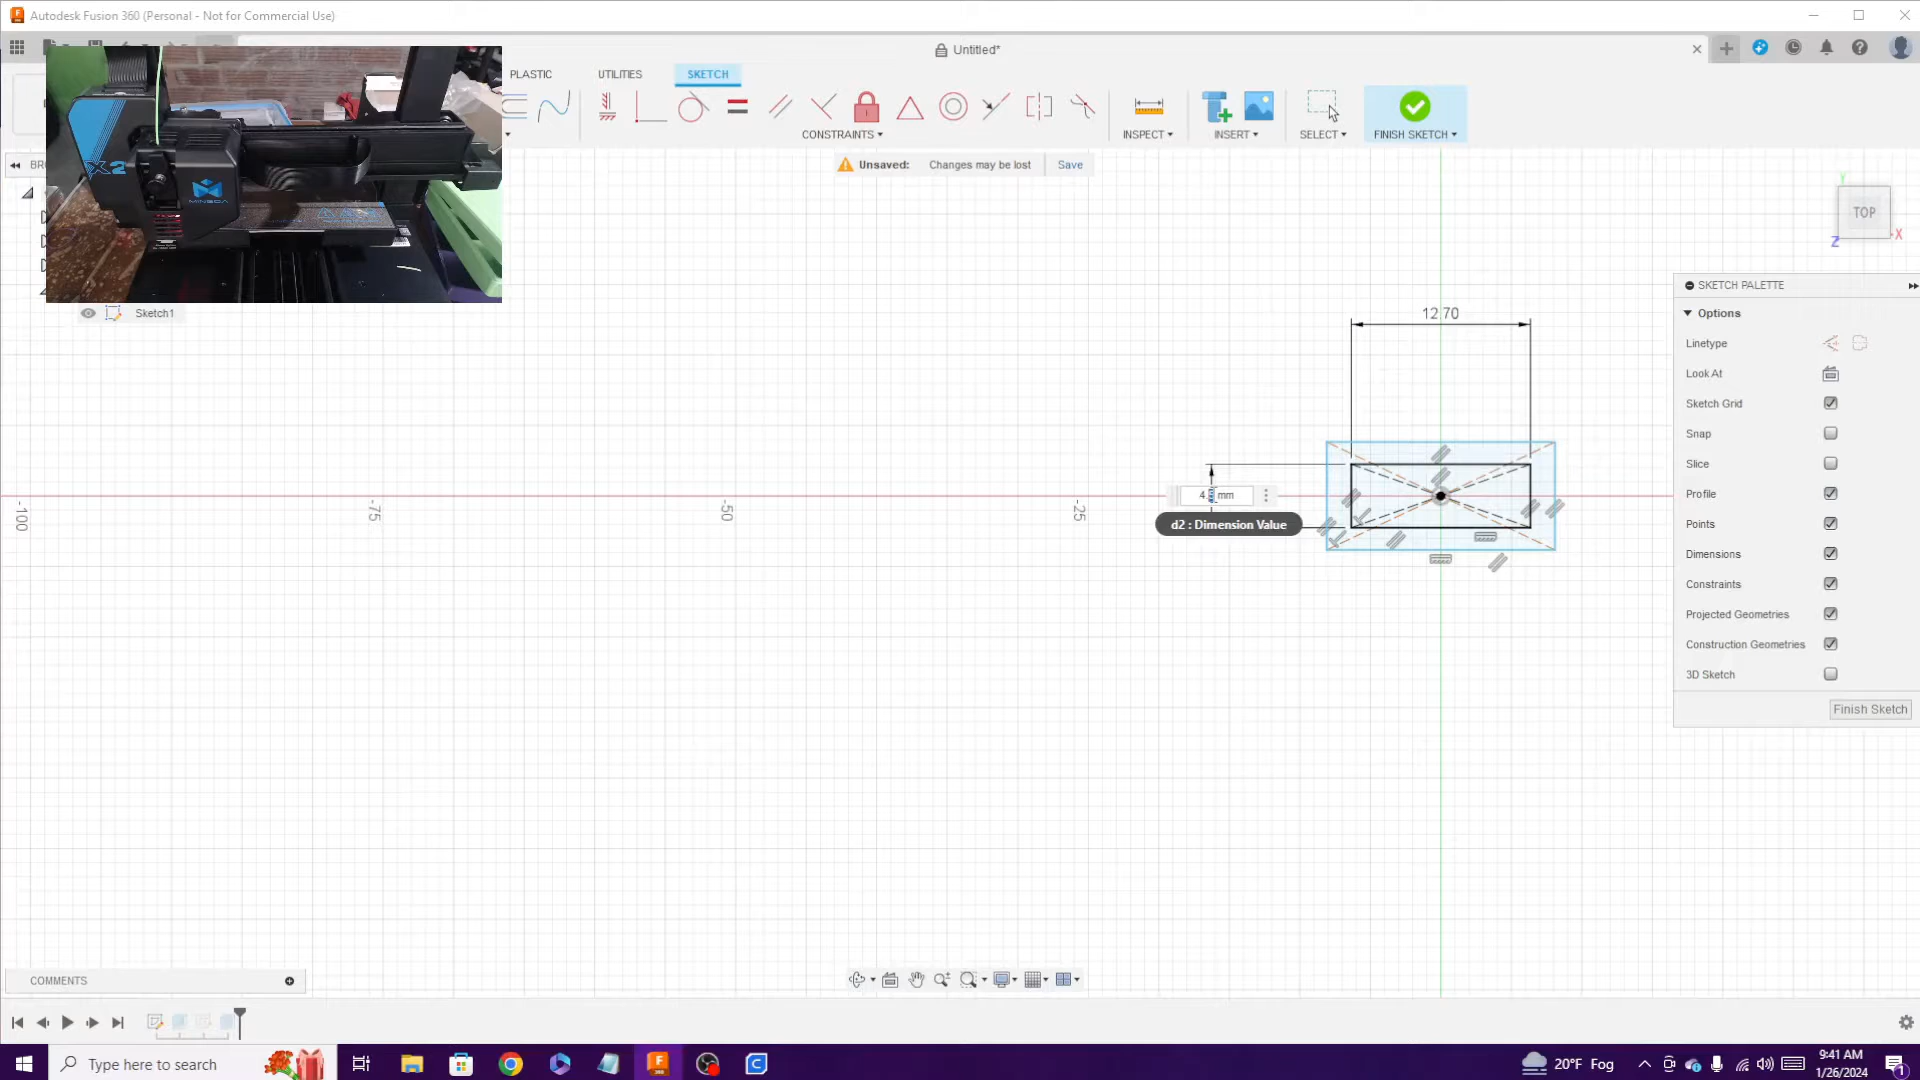 Autodesk Fusion 360 (Personal - Not for Commercial Use)
Untitled*
PLASTIC
UTILITIES
SKETCH
CONSTRAINTS
INSPECT
INSERT
SELECT
FINISH SKETCH
X2
MINGDA
Unsaved: Changes may be lost Save
Y
TOP
Z
X
Sketch1
SKETCH PALETTE
Options
Linetype
Look At
Sketch Grid
Snap
Slice
Profile
Points
Dimensions
Constraints
Projected Geometries
Construction Geometries
3D Sketch
Finish Sketch
12.70
mm
d2 : Dimension Value
-100
-75
-50
-25
COMMENTS
Type here to search
20°F Fog
9:41 AM
1/26/2024